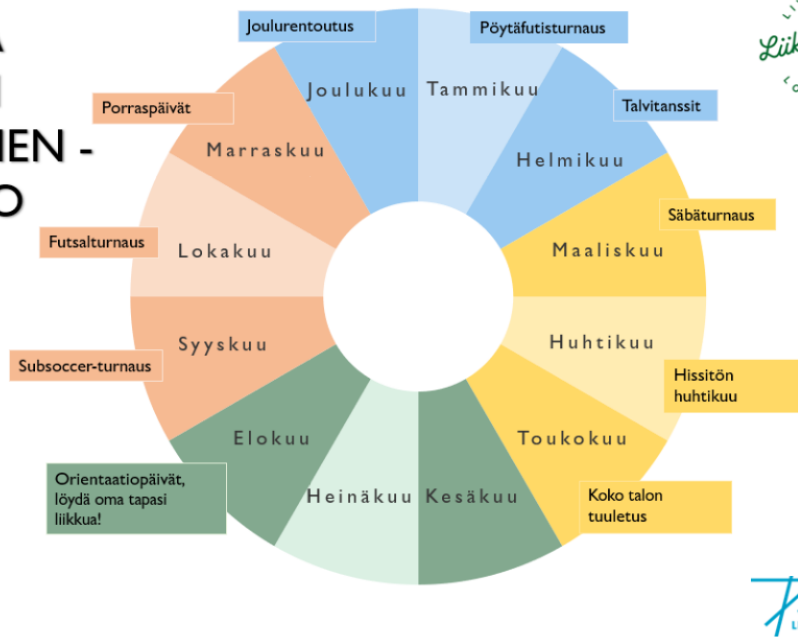 Joulurentoutus
Pöytäfutisturnaus
Joulukuu
Tammikuu
Porraspäivät
Talvitanssit
Marraskuu
Helmikuu
Säbäturnaus
Futsalturnaus
Lokakuu
Maaliskuu
Syyskuu
Huhtikuu
Subsoccer-turnaus
Hissitön
huhtikuu
Elokuu
Toukokuu
Orientaatiopäivät,
löydä oma tapasi
liikkua!
Heinäkuu
Kesäkuu
Koko talon
tuuletus